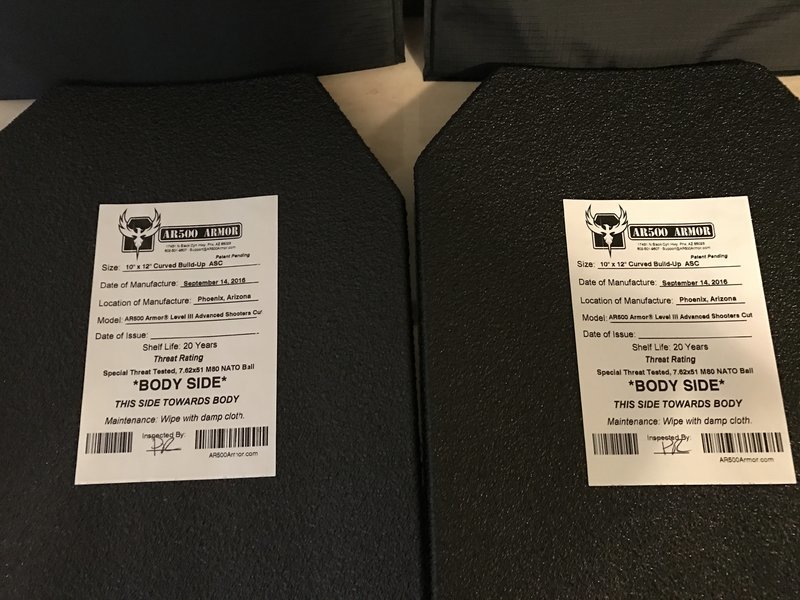 AR500 ARMOR
Patent Pending
Size: 10" x 12" Curved Build-Up ASC
Date of Manufacture: September 14, 2016
Location of Manufacture: Phoenix, Arizona
Model: AR500 Armor® Level III Advanced Shooters Cut
Date of Issue:
Shelf Life: 20 Years
Threat Rating
Special Threat Tested, 7.62x51 M80 NATO Ball
*BODY SIDE*
THIS SIDE TOWARDS BODY
Maintenance: Wipe with damp cloth.
Inspected By:
AR500Armor.com
AR500 ARMOR
Patent Pending
Size: 10" x 12" Curved Build-Up ASC
Date of Manufacture: September 14, 2016
Location of Manufacture: Phoenix, Arizona
Model: AR500 Armor® Level III Advanced Shooters Cut
Date of Issue:
Shelf Life: 20 Years
Threat Rating
Special Threat Tested, 7.62x51 M80 NATO Ball
*BODY SIDE*
THIS SIDE TOWARDS BODY
Maintenance: Wipe with damp cloth.
Inspected By:
AR500Armor.com